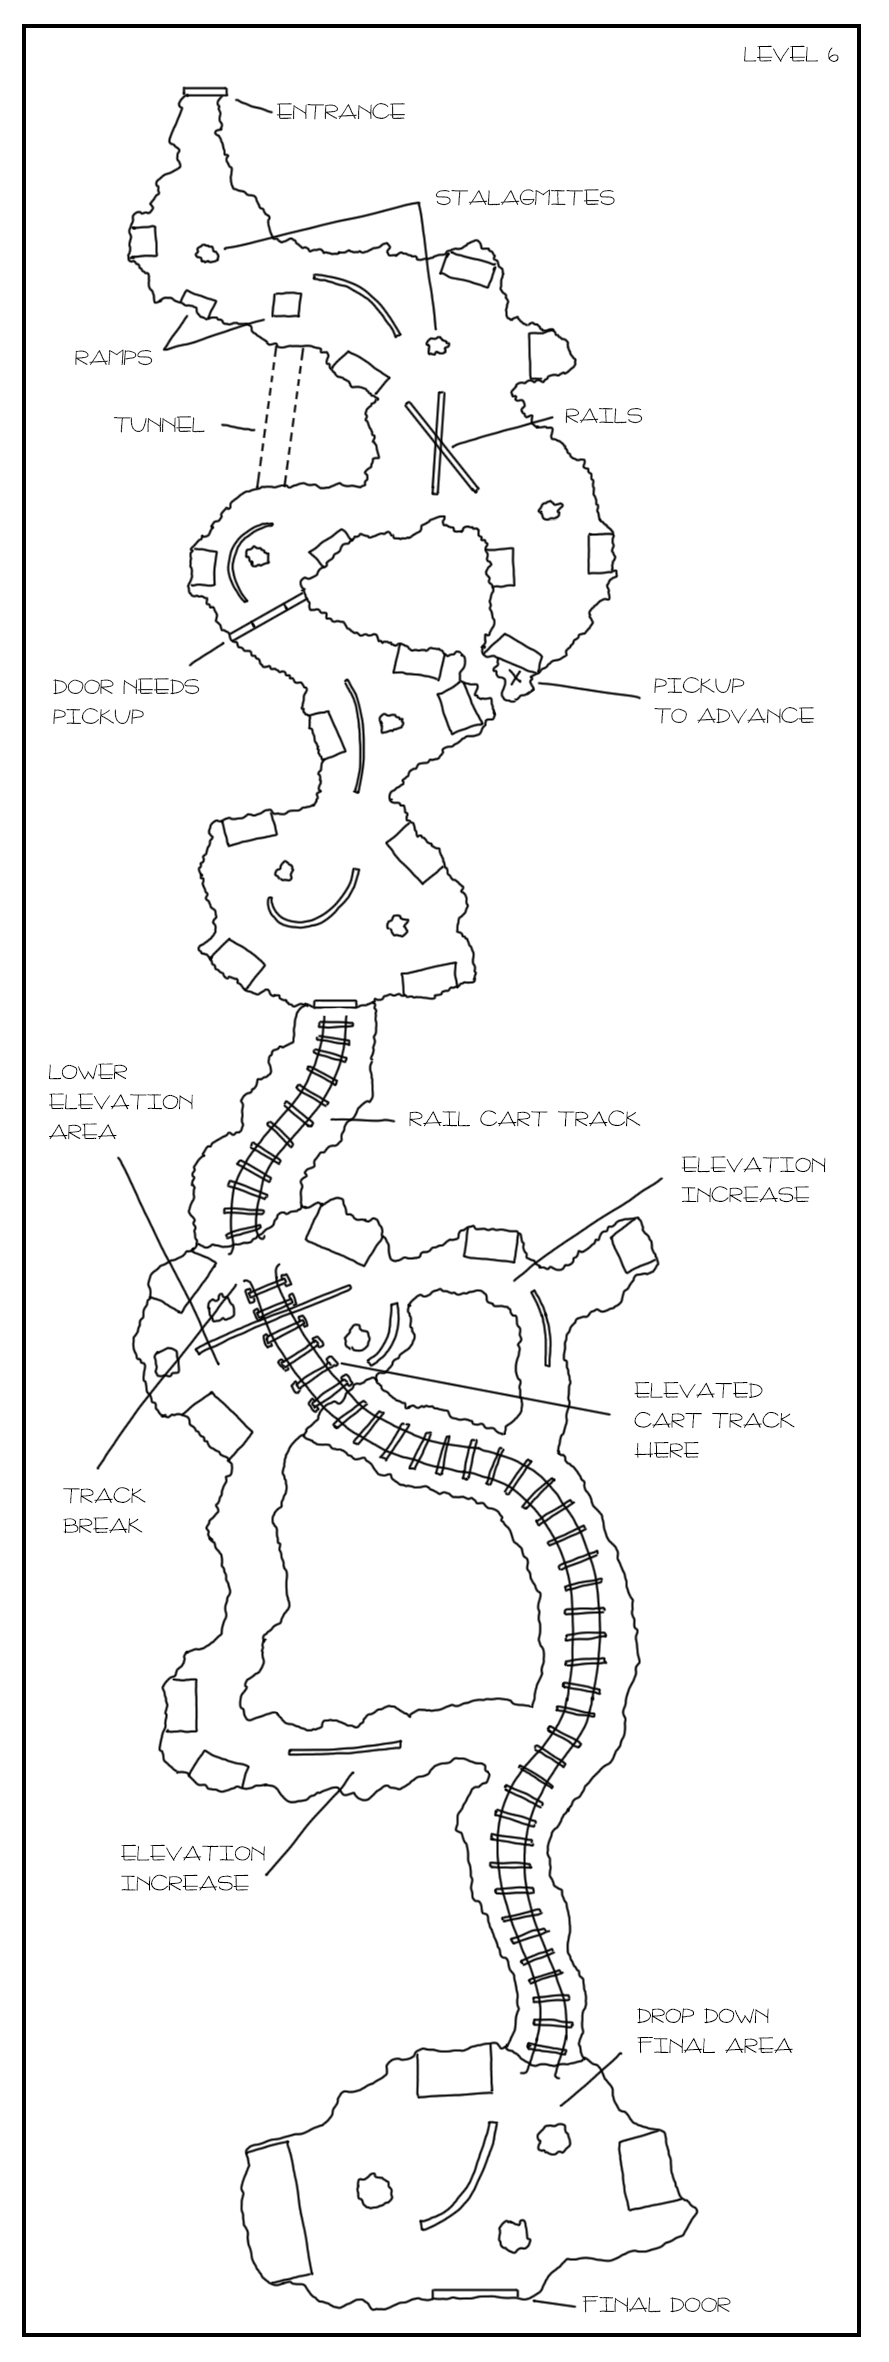 LEVEL 6
ENTRANCE
STALAGMITES
RAMPS
TUNNEL
RAILS
DOOR NEEDS
PICKUP
PICKUP
TO ADVANCE
LOWER
ELEVATION
AREA
RAIL CART TRACK
ELEVATION
INCREASE
ELEVATED
CART TRACK
HERE
TRACK
BREAK
ELEVATION
INCREASE
DROP DOWN
FINAL AREA
FINAL DOOR